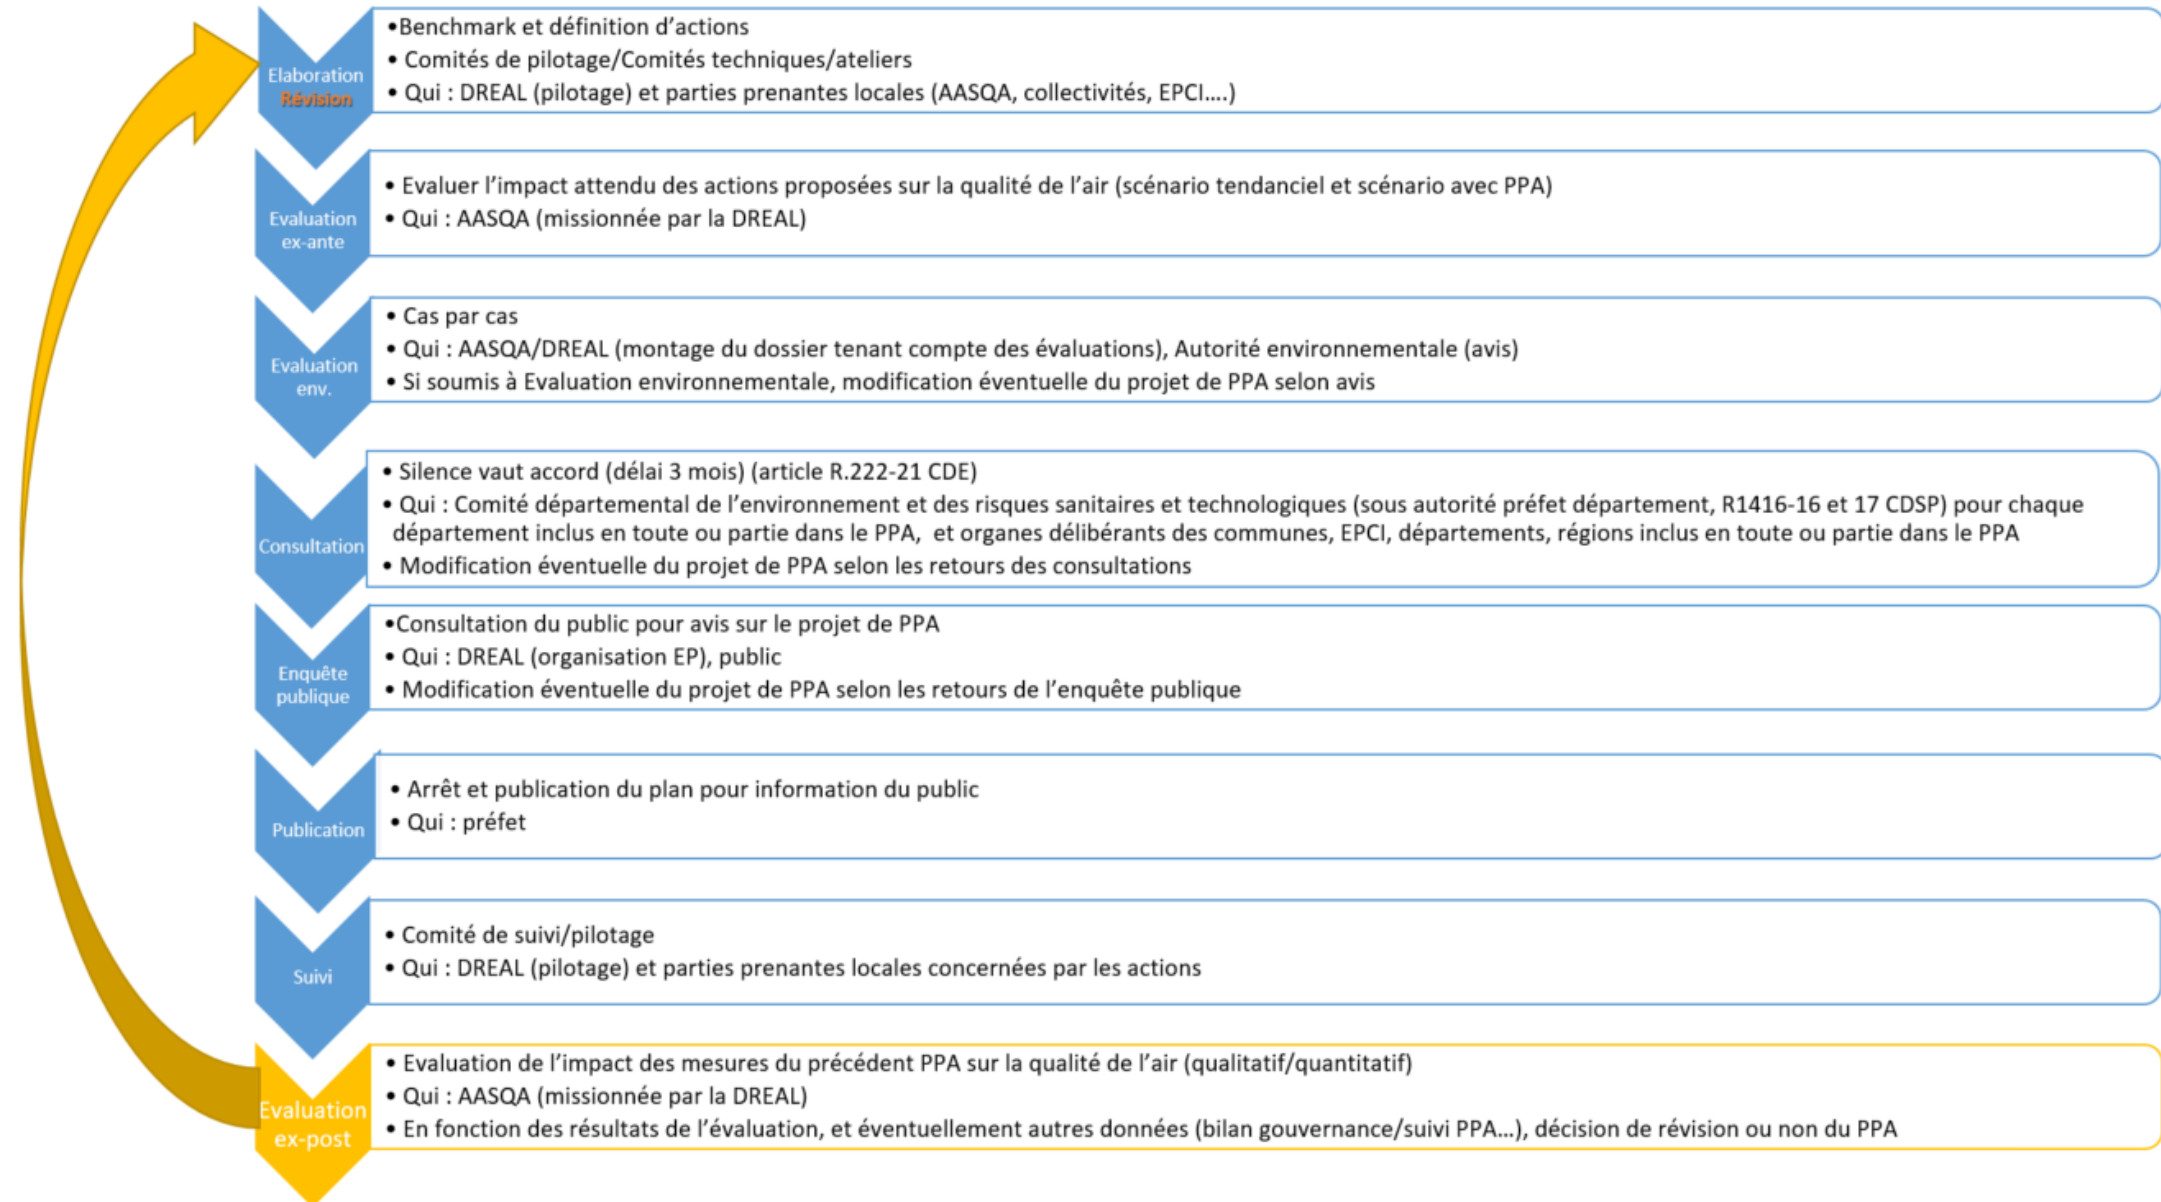 Elaboration
Révision
•Benchmark et définition d'actions
• Comités de pilotage/Comités techniques/ateliers
• Qui : DREAL (pilotage) et parties prenantes locales (AASQA, collectivités, EPCI....)
Evaluation
ex-ante
• Evaluer l'impact attendu des actions proposées sur la qualité de l'air (scénario tendanciel et scénario avec PPA)
• Qui : AASQA (missionnée par la DREAL)
Evaluation
env.
• Cas par cas
• Qui : AASQA/DREAL (montage du dossier tenant compte des évaluations), Autorité environnementale (avis)
• Si soumis à Evaluation environnementale, modification éventuelle du projet de PPA selon avis
Consultation
• Silence vaut accord (délai 3 mois) (article R.222-21 CDE)
• Qui : Comité départemental de l'environnement et des risques sanitaires et technologiques (sous autorité préfet département, R1416-16 et 17 CDSP) pour chaque
département inclus en toute ou partie dans le PPA, et organes délibérants des communes, EPCI, départements, régions inclus en toute ou partie dans le PPA
• Modification éventuelle du projet de PPA selon les retours des consultations
Enquête
publique
•Consultation du public pour avis sur le projet de PPA
• Qui : DREAL (organisation EP), public
• Modification éventuelle du projet de PPA selon les retours de l'enquête publique
Publication
• Arrêt et publication du plan pour information du public
• Qui : préfet
Suivi
• Comité de suivi/pilotage
• Qui : DREAL (pilotage) et parties prenantes locales concernées par les actions
Evaluation
ex-post
• Evaluation de l'impact des mesures du précédent PPA sur la qualité de l'air (qualitatif/quantitatif)
• Qui : AASQA (missionnée par la DREAL)
• En fonction des résultats de l'évaluation, et éventuellement autres données (bilan gouvernance/suivi PPA...), décision de révision ou non du PPA